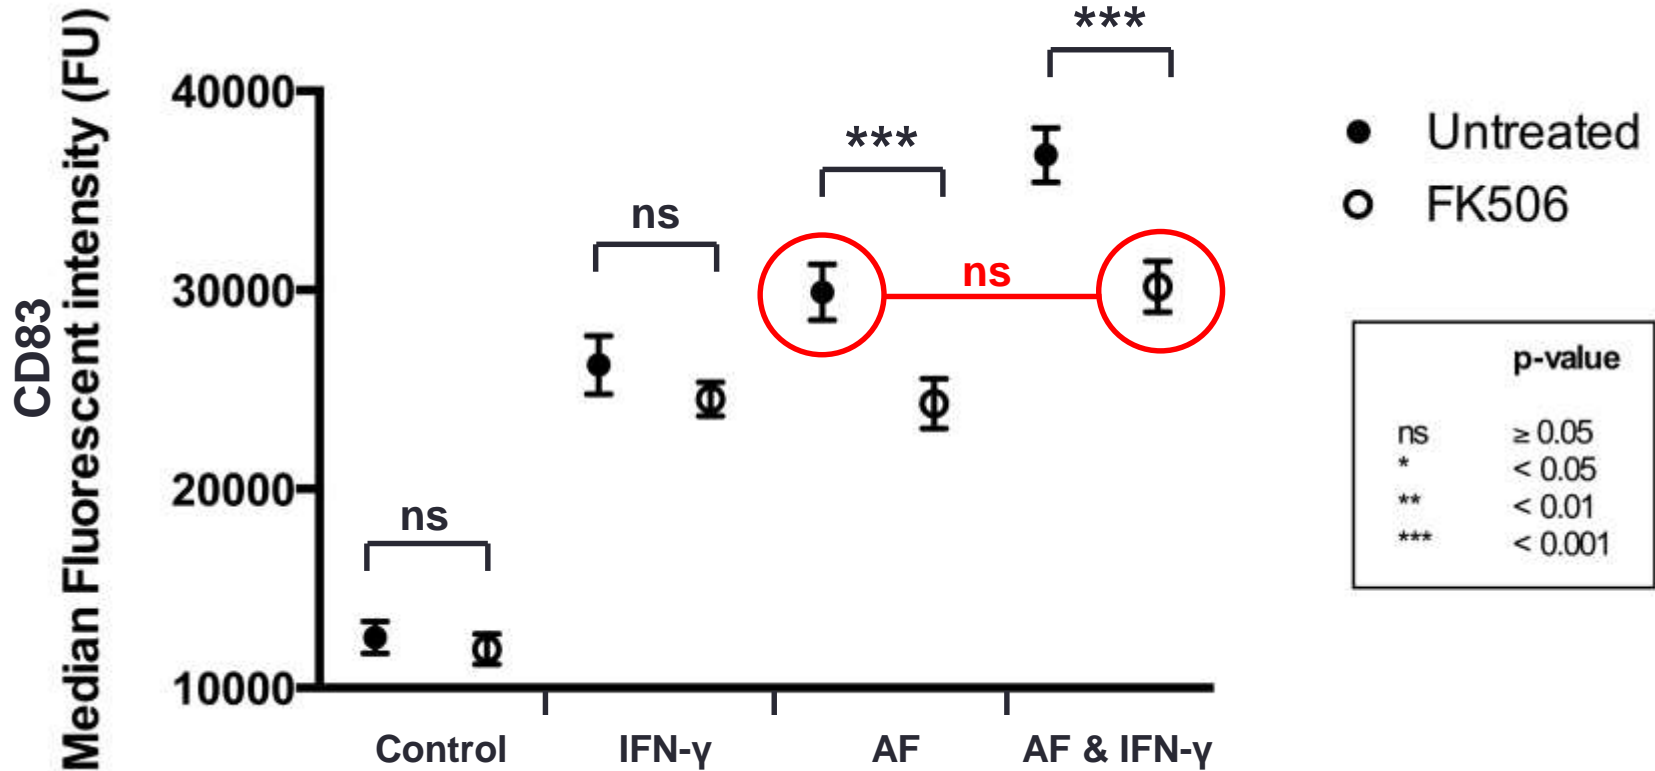 CD83
Median Fluorescent intensity (FU)
40000
30000
20000
10000
ns
ns
***
***
ns
Control
IFN-γ
AF
AF & IFN-γ
Untreated
FK506
p-value
ns ≥ 0.05
* < 0.05
** < 0.01
*** < 0.001